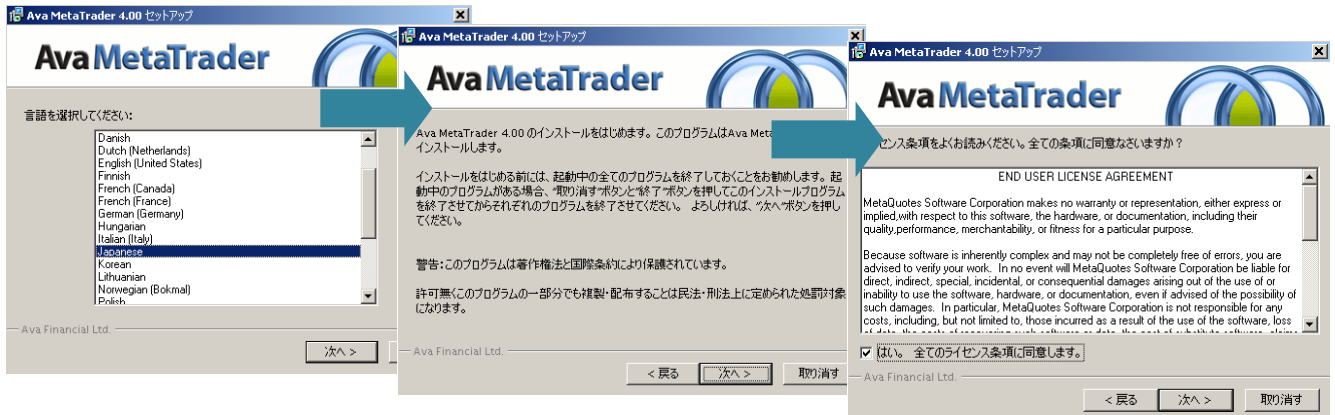 Ava MetaTrader 4.00 セットアップ
Ava MetaTrader
言語を選択してください:
Danish
Dutch (Netherlands)
English (United States)
Finnish
French (Canada)
French (France)
German (Germany)
Hungarian
Italian (Italy)
Japanese
Korean
Lithuanian
Norwegian (Bokmal)
Polish
Ava Financial Ltd.
次へ >
Ava MetaTrader 4.00 セットアップ
Ava MetaTrader
Ava MetaTrader 4.00 のインストールをはじめます。このプログラムはAva
インストールします。
インストールをはじめる前には、起動中の全てのプログラムを終了しておくことをお勧めします。起
動中のプログラムがある場合、“取り消す”ボタンと“終了”ボタンを押してこのインストールプログラム
を終了させてからそれぞれのプログラムを終了させてください。 よろしければ、“次へ”ボタンを押し
てください。
警告:このプログラムは著作権法と国際条約により保護されています。
許可無くこのプログラムの一部分でも複製・配布することは民法・刑法上に定められた処罰対象
になります。
Ava Financial Ltd.
< 戻る
次へ >
取り消す
Ava MetaTrader 4.00 セットアップ
Ava MetaTrader
センス条項をよくお読みください。全ての条項に同意なさいますか？
END USER LICENSE AGREEMENT
MetaQuotes Software Corporation makes no warranty or representation, either express or
implied,with respect to this software, the hardware, or documentation, including their
quality,performance, merchantability, or fitness for a particular purpose.
Because software is inherently complex and may not be completely free of errors, you are
advised to verify your work. In no event will MetaQuotes Software Corporation be liable for
direct, indirect, special, incidental, or consequential damages arising out of the use of or
inability to use the software, hardware, or documentation, even if advised of the possibility of
such damages. In particular, MetaQuotes Software Corporation is not responsible for any
costs, including, but not limited to, those incurred as a result of the use of the software, loss
はい。 全てのライセンス条項に同意します。
Ava Financial Ltd.
< 戻る
次へ >
取り消す